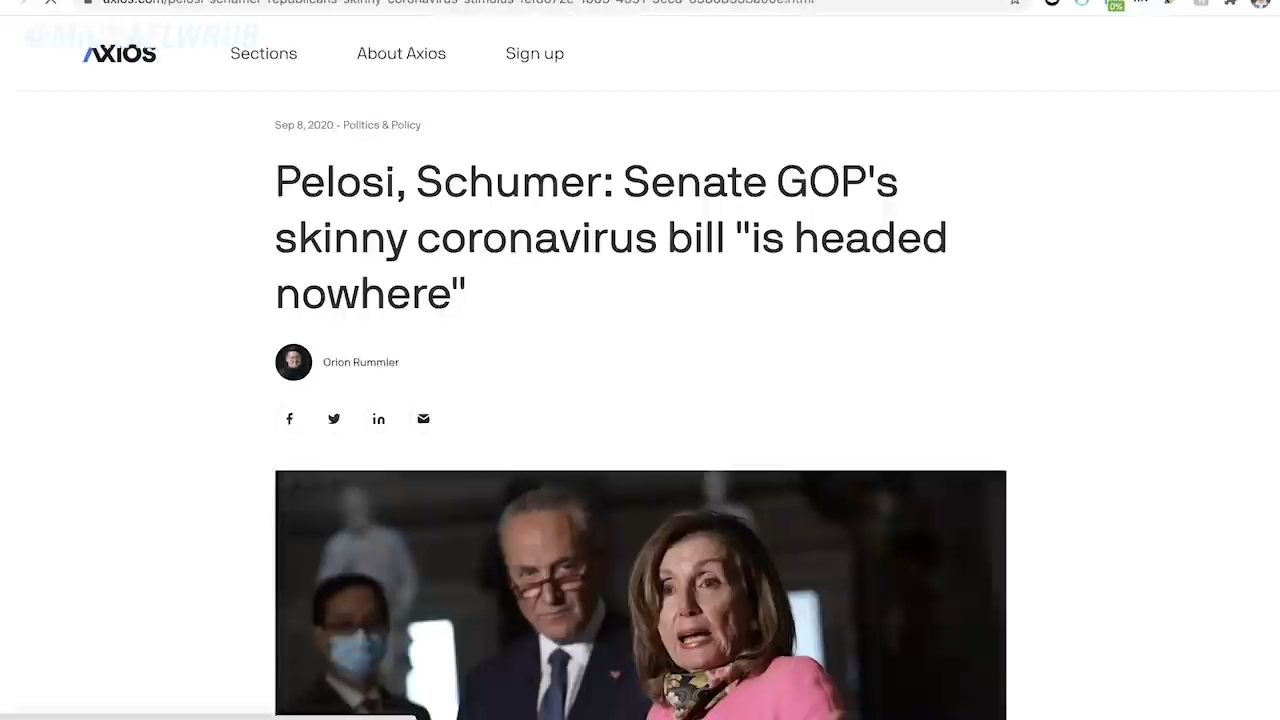 AXIOS
Sections
About Axios
Sign up
Sep 8, 2020 - Politics & Policy
Pelosi, Schumer: Senate GOP's
skinny coronavirus bill "is headed
nowhere"
Orion Rummler
0%